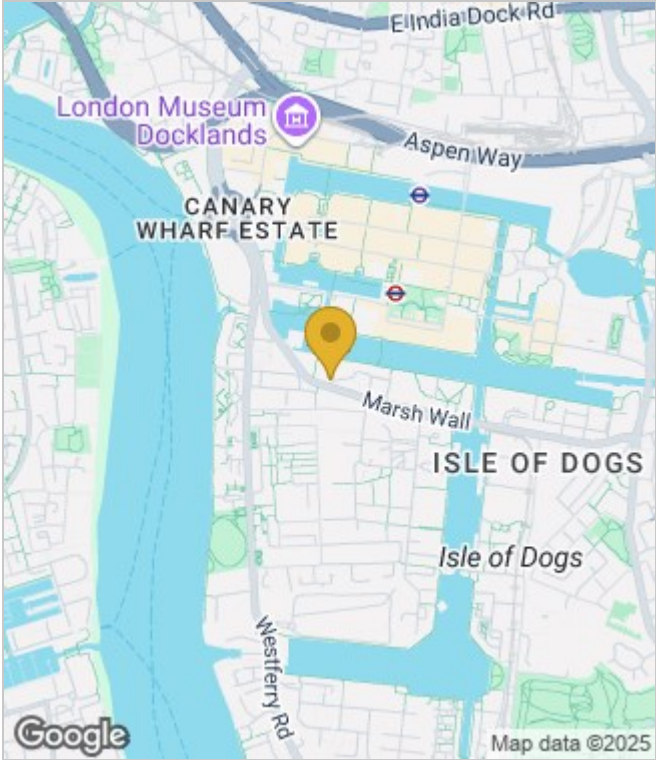 E India Dock Rd
London Museum
Docklands
Aspen Way
CANARY
WHARF ESTATE
Marsh Wall
ISLE OF DOGS
Isle of Dogs
Westferry Rd
Google
Map data ©2025